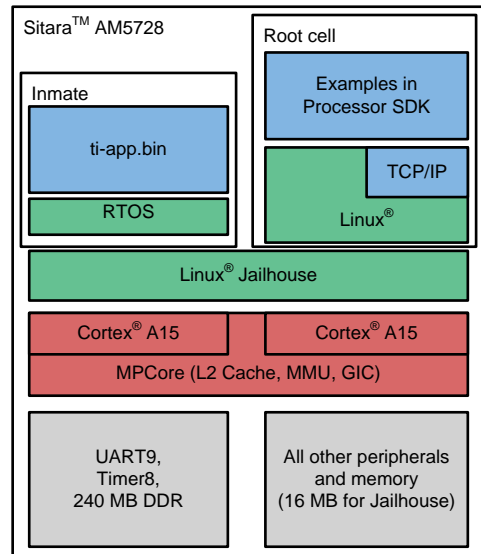 Sitara™ AM5728
Root cell
Examples in
Processor SDK
Inmate
ti-app.bin
TCP/IP
RTOS
Linux®
Linux® Jailhouse
Cortex® A15
Cortex® A15
MPCore (L2 Cache, MMU, GIC)
UART9,
Timer8,
240 MB DDR
All other peripherals
and memory
(16 MB for Jailhouse)